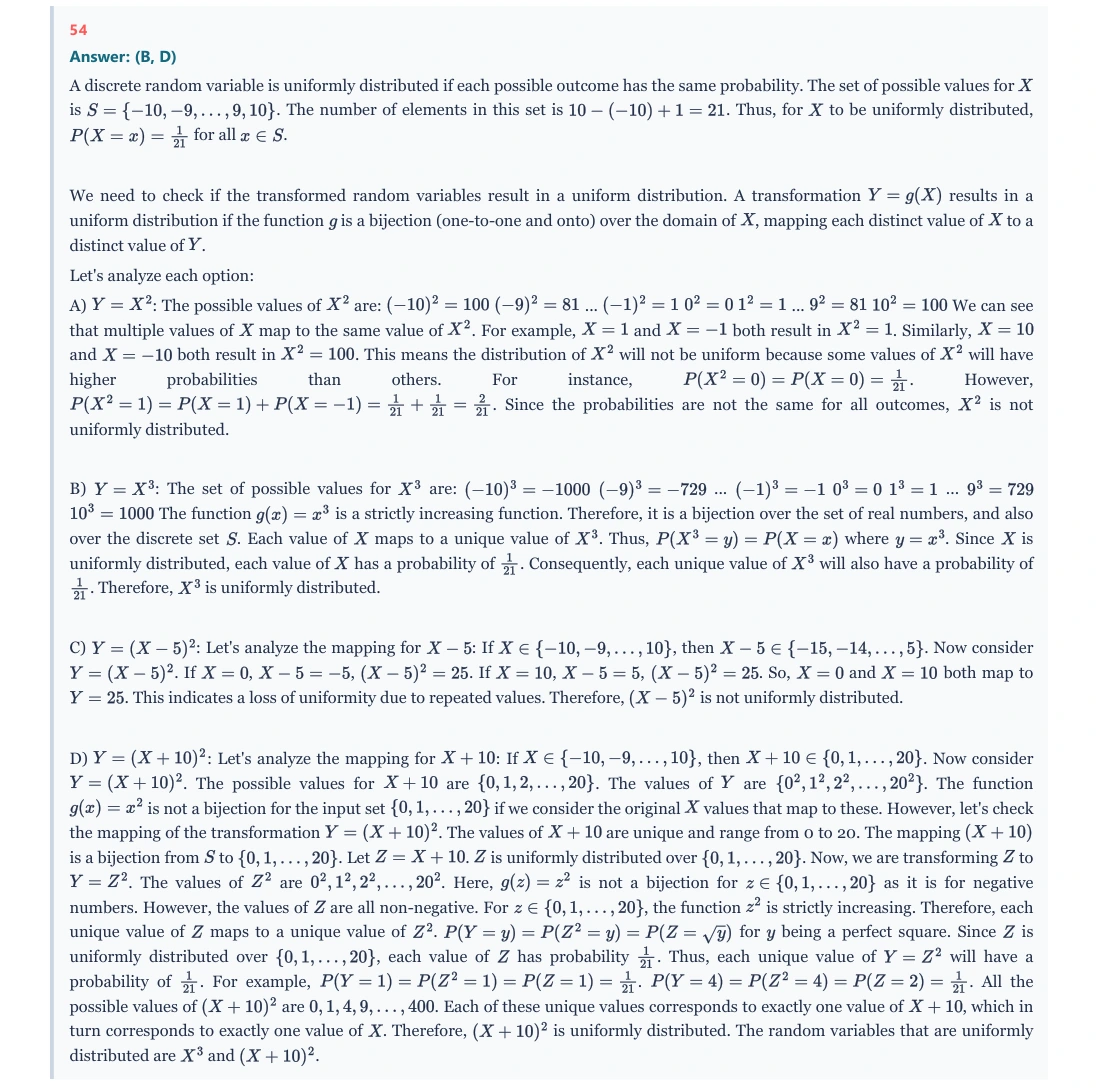 54
Answer: (B, D)
A discrete random variable is uniformly distributed if each possible outcome has the same probability. The set of possible values for X
is S = {−10, −9, . . . , 9, 10}. The number of elements in this set is 10 − (−10) + 1 = 21. Thus, for X to be uniformly distributed,
P(X = x) = 1/21 for all x ∈ S.
We need to check if the transformed random variables result in a uniform distribution. A transformation Y = g(X) results in a
uniform distribution if the function g is a bijection (one-to-one and onto) over the domain of X, mapping each distinct value of X to a
distinct value of Y.
Let's analyze each option:
A) Y = X²: The possible values of X² are: (−10)² = 100 (−9)² = 81 ... (−1)² = 1 0² = 0 1² = 1 ... 9² = 81 10² = 100 We can see
that multiple values of X map to the same value of X². For example, X = 1 and X = −1 both result in X² = 1. Similarly, X = 10
and X = −10 both result in X² = 100. This means the distribution of X² will not be uniform because some values of X² will have
higher probabilities than others. For instance, P(X² = 0) = P(X = 0) = 1/21. However,
P(X² = 1) = P(X = 1) + P(X = −1) = 1/21 + 1/21 = 2/21. Since the probabilities are not the same for all outcomes, X² is not
uniformly distributed.
B) Y = X³: The set of possible values for X³ are: (−10)³ = −1000 (−9)³ = −729 ... (−1)³ = −1 0³ = 0 1³ = 1 ... 9³ = 729
10³ = 1000 The function g(x) = x³ is a strictly increasing function. Therefore, it is a bijection over the set of real numbers, and also
over the discrete set S. Each value of X maps to a unique value of X³. Thus, P(X³ = y) = P(X = x) where y = x³. Since X is
uniformly distributed, each value of X has a probability of 1/21. Consequently, each unique value of X³ will also have a probability of
1/21. Therefore, X³ is uniformly distributed.
C) Y = (X − 5)²: Let's analyze the mapping for X − 5: If X ∈ {−10, −9, . . . , 10}, then X − 5 ∈ {−15, −14, . . . , 5}. Now consider
Y = (X − 5)². If X = 0, X − 5 = −5, (X − 5)² = 25. If X = 10, X − 5 = 5, (X − 5)² = 25. So, X = 0 and X = 10 both map to
Y = 25. This indicates a loss of uniformity due to repeated values. Therefore, (X − 5)² is not uniformly distributed.
D) Y = (X + 10)²: Let's analyze the mapping for X + 10: If X ∈ {−10, −9, . . . , 10}, then X + 10 ∈ {0, 1, . . . , 20}. Now consider
Y = (X + 10)². The possible values for X + 10 are {0, 1, 2, . . . , 20}. The values of Y are {0², 1², 2², . . . , 20²}. The function
g(x) = x² is not a bijection for the input set {0, 1, . . . , 20} if we consider the original X values that map to these. However, let's check
the mapping of the transformation Y = (X + 10)². The values of X + 10 are unique and range from 0 to 20. The mapping (X + 10)
is a bijection from S to {0, 1, . . . , 20}. Let Z = X + 10. Z is uniformly distributed over {0, 1, . . . , 20}. Now, we are transforming Z to
Y = Z². The values of Z² are 0², 1², 2², . . . , 20². Here, g(z) = z² is not a bijection for z ∈ {0, 1, . . . , 20} as it is for negative
numbers. However, the values of Z are all non-negative. For z ∈ {0, 1, . . . , 20}, the function z² is strictly increasing. Therefore, each
unique value of Z maps to a unique value of Z². P(Y = y) = P(Z² = y) = P(Z = √y) for y being a perfect square. Since Z is
uniformly distributed over {0, 1, . . . , 20}, each value of Z has probability 1/21. Thus, each unique value of Y = Z² will have a
probability of 1/21. For example, P(Y = 1) = P(Z² = 1) = P(Z = 1) = 1/21. P(Y = 4) = P(Z² = 4) = P(Z = 2) = 1/21. All the
possible values of (X + 10)² are 0, 1, 4, 9, . . . , 400. Each of these unique values corresponds to exactly one value of X + 10, which in
turn corresponds to exactly one value of X. Therefore, (X + 10)² is uniformly distributed. The random variables that are uniformly
distributed are X³ and (X + 10)².